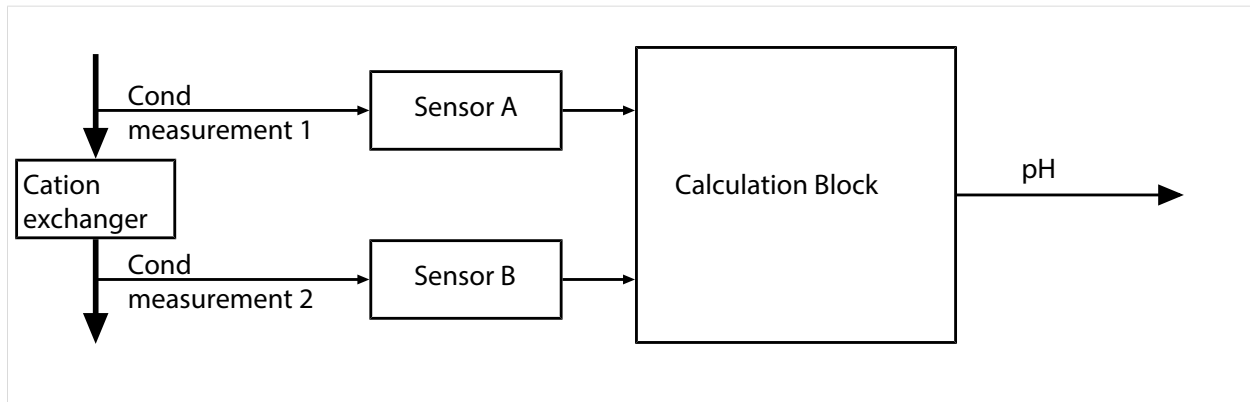 Cond
measurement 1
Sensor A
Cation
exchanger
Calculation Block
pH
Cond
measurement 2
Sensor B